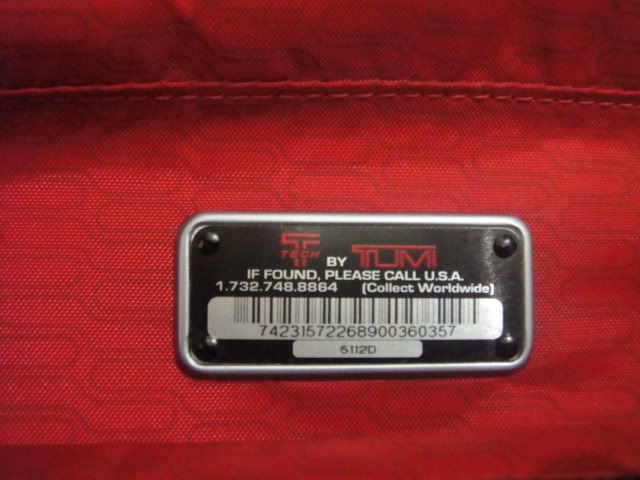 T TECH BY TUMI
IF FOUND, PLEASE CALL U.S.A.
1.732.748.8864 (Collect Worldwide)
74231572268900360357
5112D